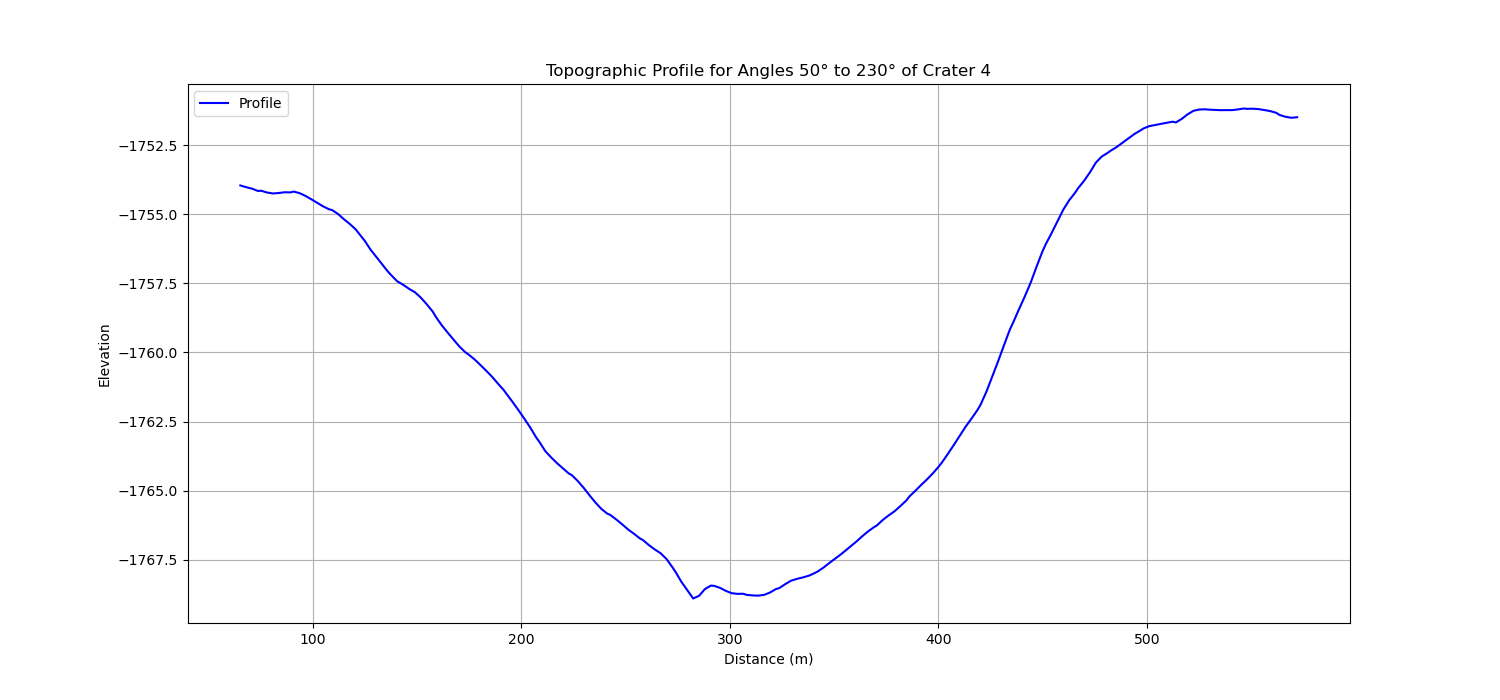 Topographic Profile for Angles 50° to 230° of Crater 4
Profile
−1752.5
−1755.0
−1757.5
−1760.0
−1762.5
−1765.0
−1767.5
Elevation
100 200 300 400 500
Distance (m)